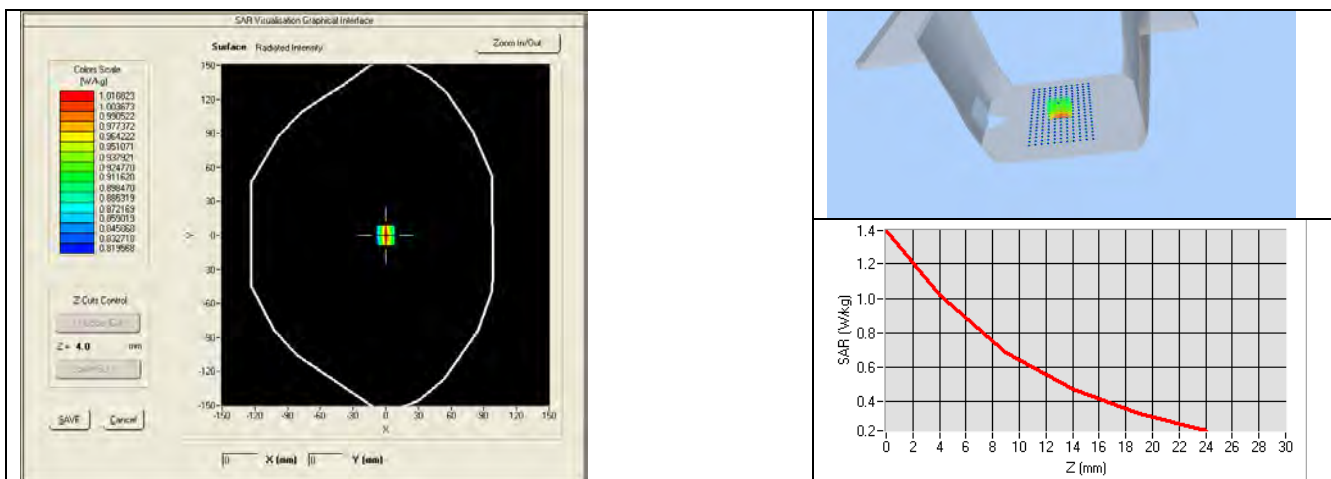 SAR Visualisation Graphical Interface
Surface Radiated Intensity
Zoom In/Out
Colors Scale
(W/kg)
1.016823
1.003673
0.990522
0.977372
0.964222
0.951071
0.937921
0.924770
0.911620
0.898470
0.885319
0.872169
0.859019
0.845868
0.832718
0.819568
150-
120-
90-
60-
30-
Y 0-
30-
60-
90-
120-
-150-
-150 -120 -90 -60 -30 0 30 60 90 120 150
X
Z Cuts Control
Z = 4.0 mm
SAVE Cancel
0 X (mm) 0 Y (mm)
1.4
1.2
1.0
0.8
0.6
0.4
0.2
SAR (W/kg)
0 2 4 6 8 10 12 14 16 18 20 22 24 26 28 30
Z (mm)